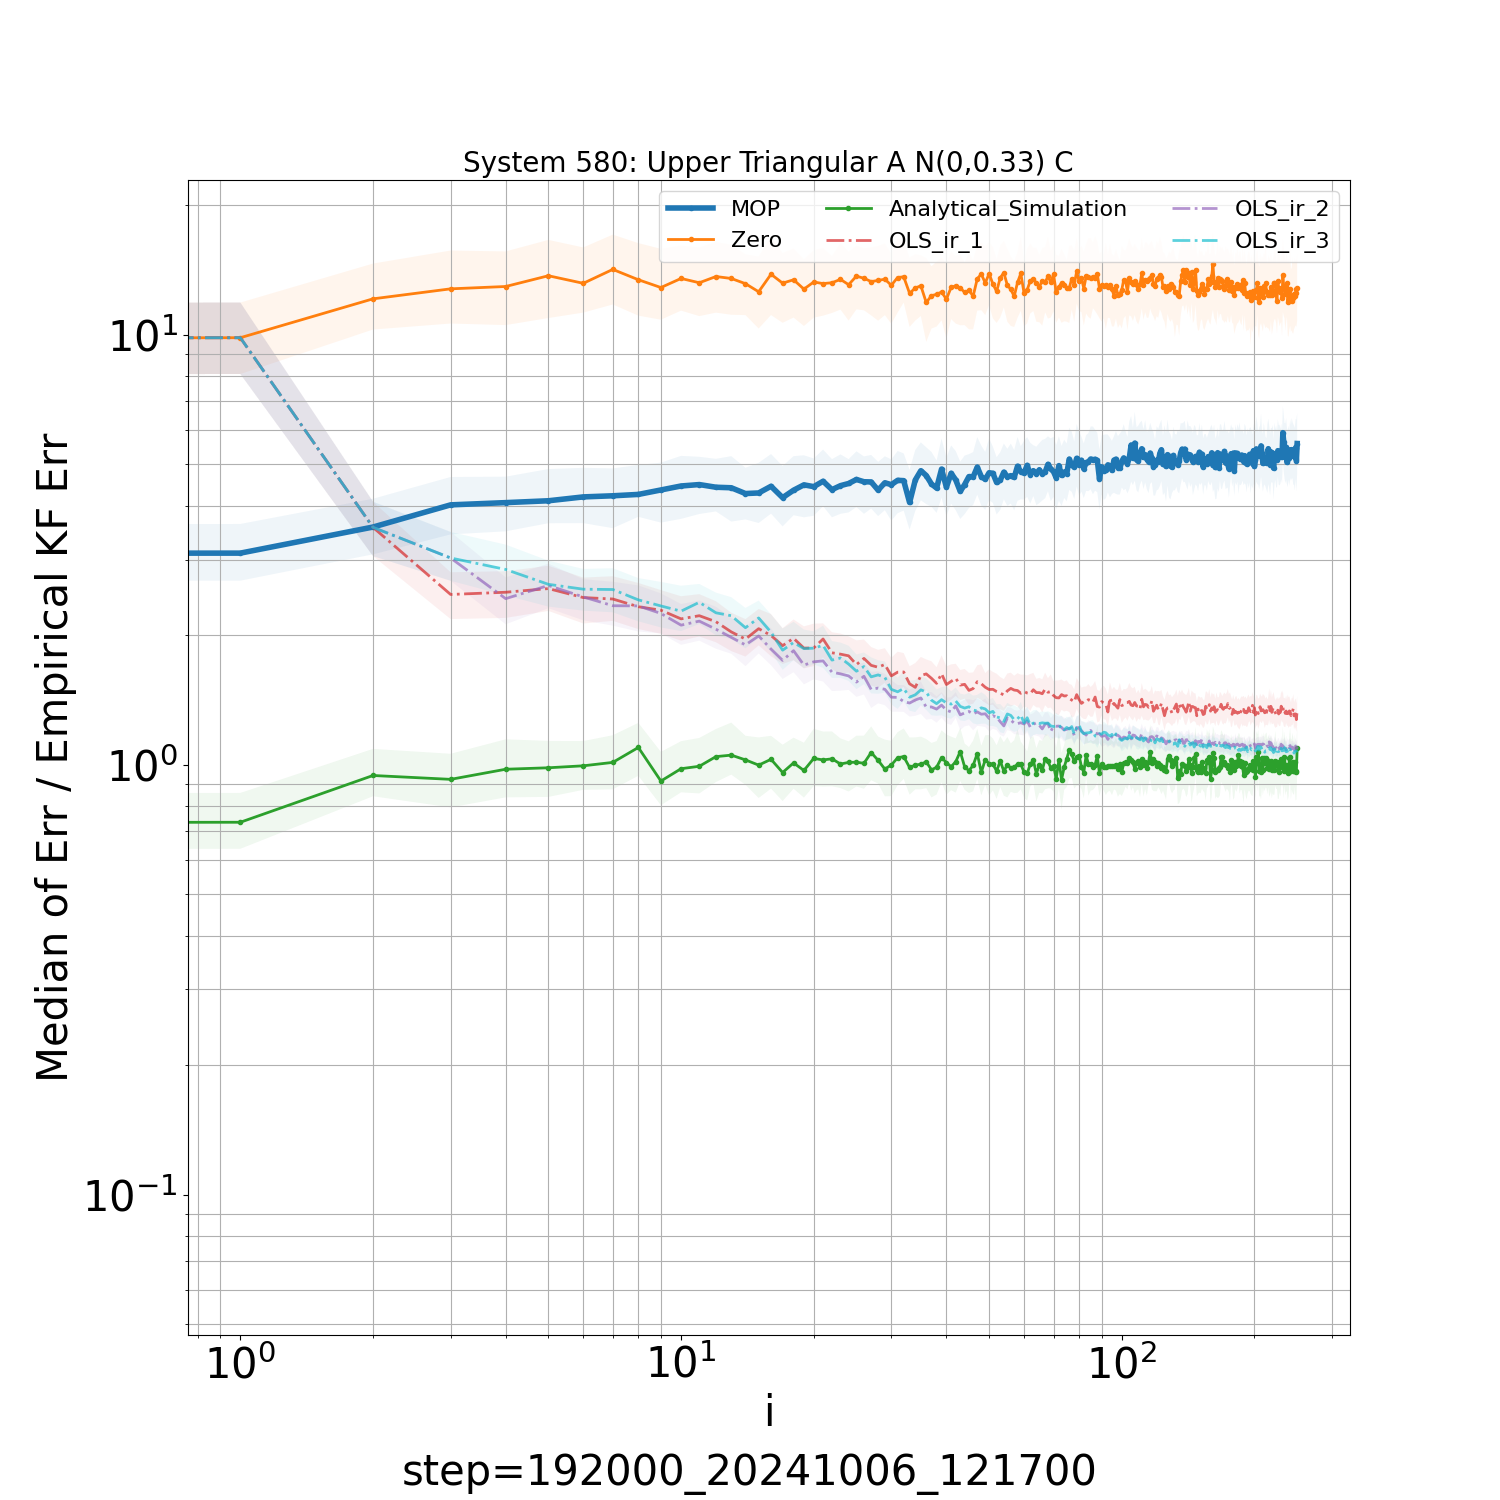 System 580: Upper Triangular A N(0,0.33) C
MOP
Zero
Analytical_Simulation
OLS_ir_1
OLS_ir_2
OLS_ir_3
Median of Err / Empirical KF Err
10¹
10⁰
10⁻¹
10⁰ 10¹ 10²
i
step=192000_20241006_121700